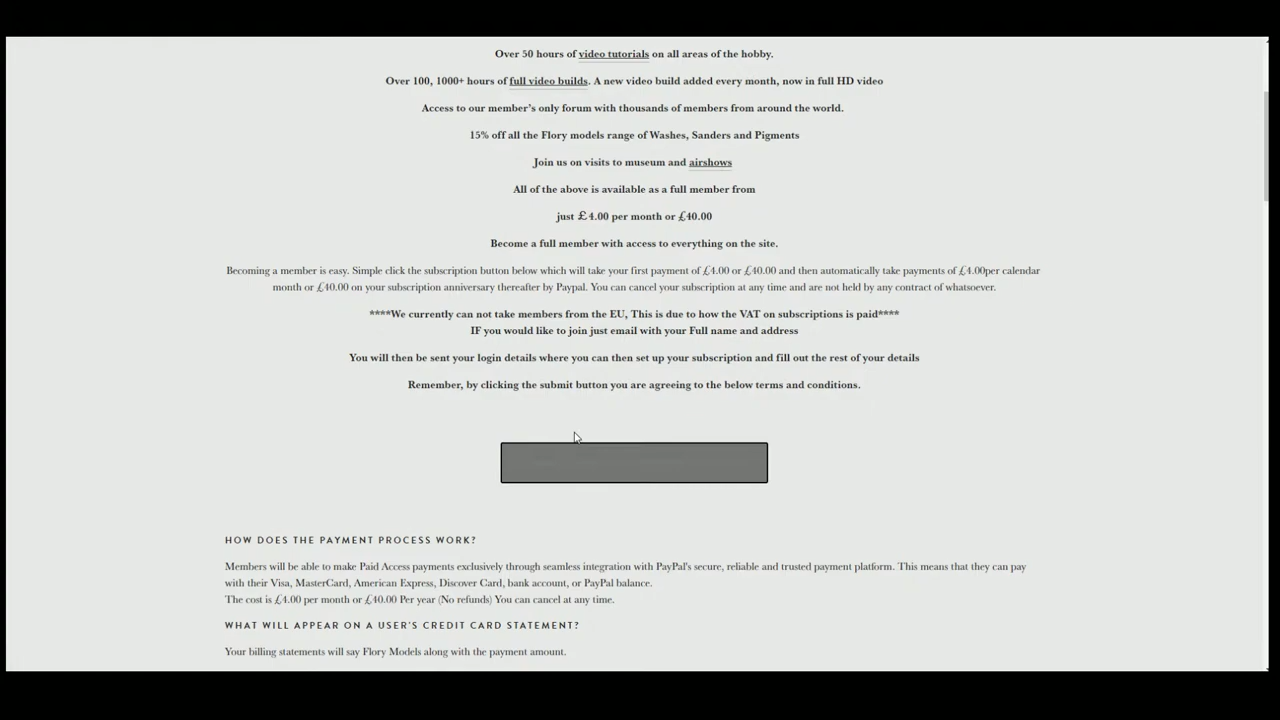 Over 50 hours of video tutorials on all areas of the hobby.
Over 100, 1000+ hours of full video builds. A new video build added every month, now in full HD video
Access to our member's only forum with thousands of members from around the world.
15% off all the Flory models range of Washes, Sanders and Pigments
Join us on visits to museum and airshows
All of the above is available as a full member from
just £4.00 per month or £40.00
Become a full member with access to everything on the site.
Becoming a member is easy. Simple click the subscription button below which will take your first payment of £4.00 or £40.00 and then automatically take payments of £4.00per calendar
month or £40.00 on your subscription anniversary thereafter by Paypal. You can cancel your subscription at any time and are not held by any contract of whatsoever.
****We currently can not take members from the EU, This is due to how the VAT on subscriptions is paid****
IF you would like to join just email with your Full name and address
You will then be sent your login details where you can then set up your subscription and fill out the rest of your details
Remember, by clicking the submit button you are agreeing to the below terms and conditions.
HOW DOES THE PAYMENT PROCESS WORK?
Members will be able to make Paid Access payments exclusively through seamless integration with PayPal's secure, reliable and trusted payment platform. This means that they can pay
with their Visa, MasterCard, American Express, Discover Card, bank account, or PayPal balance.
The cost is £4.00 per month or £40.00 Per year (No refunds) You can cancel at any time.
WHAT WILL APPEAR ON A USER'S CREDIT CARD STATEMENT?
Your billing statements will say Flory Models along with the payment amount.